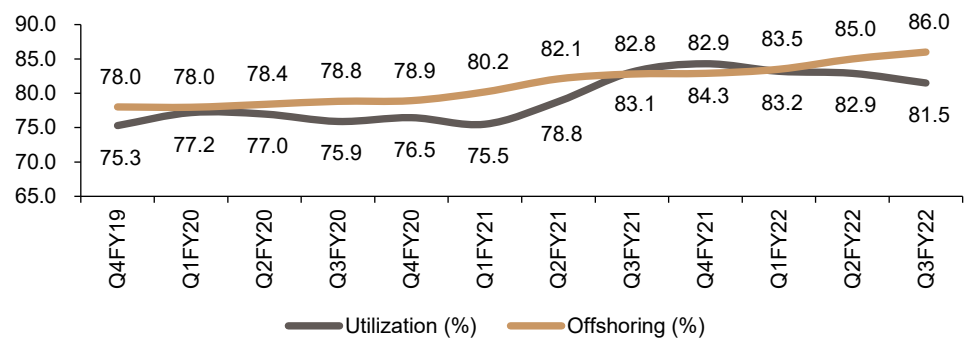 90.0
85.0
80.0
75.0
70.0
65.0
78.0 78.0 78.4 78.8 78.9 80.2 82.1 82.8 82.9 83.5 85.0 86.0
75.3 77.2 77.0 75.9 76.5 75.5 78.8 83.1 84.3 83.2 82.9 81.5
Q4FY19 Q1FY20 Q2FY20 Q3FY20 Q4FY20 Q1FY21 Q2FY21 Q3FY21 Q4FY21 Q1FY22 Q2FY22 Q3FY22
Utilization (%) Offshoring (%)